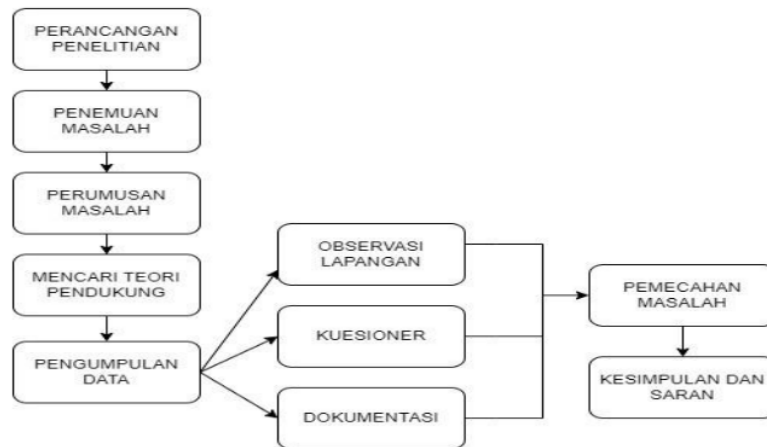 PERANCANGAN
PENELITIAN
PENEMUAN
MASALAH
PERUMUSAN
MASALAH
MENCARI TEORI
PENDUKUNG
PENGUMPULAN
DATA
OBSERVASI
LAPANGAN
KUESIONER
DOKUMENTASI
PEMECAHAN
MASALAH
KESIMPULAN DAN
SARAN